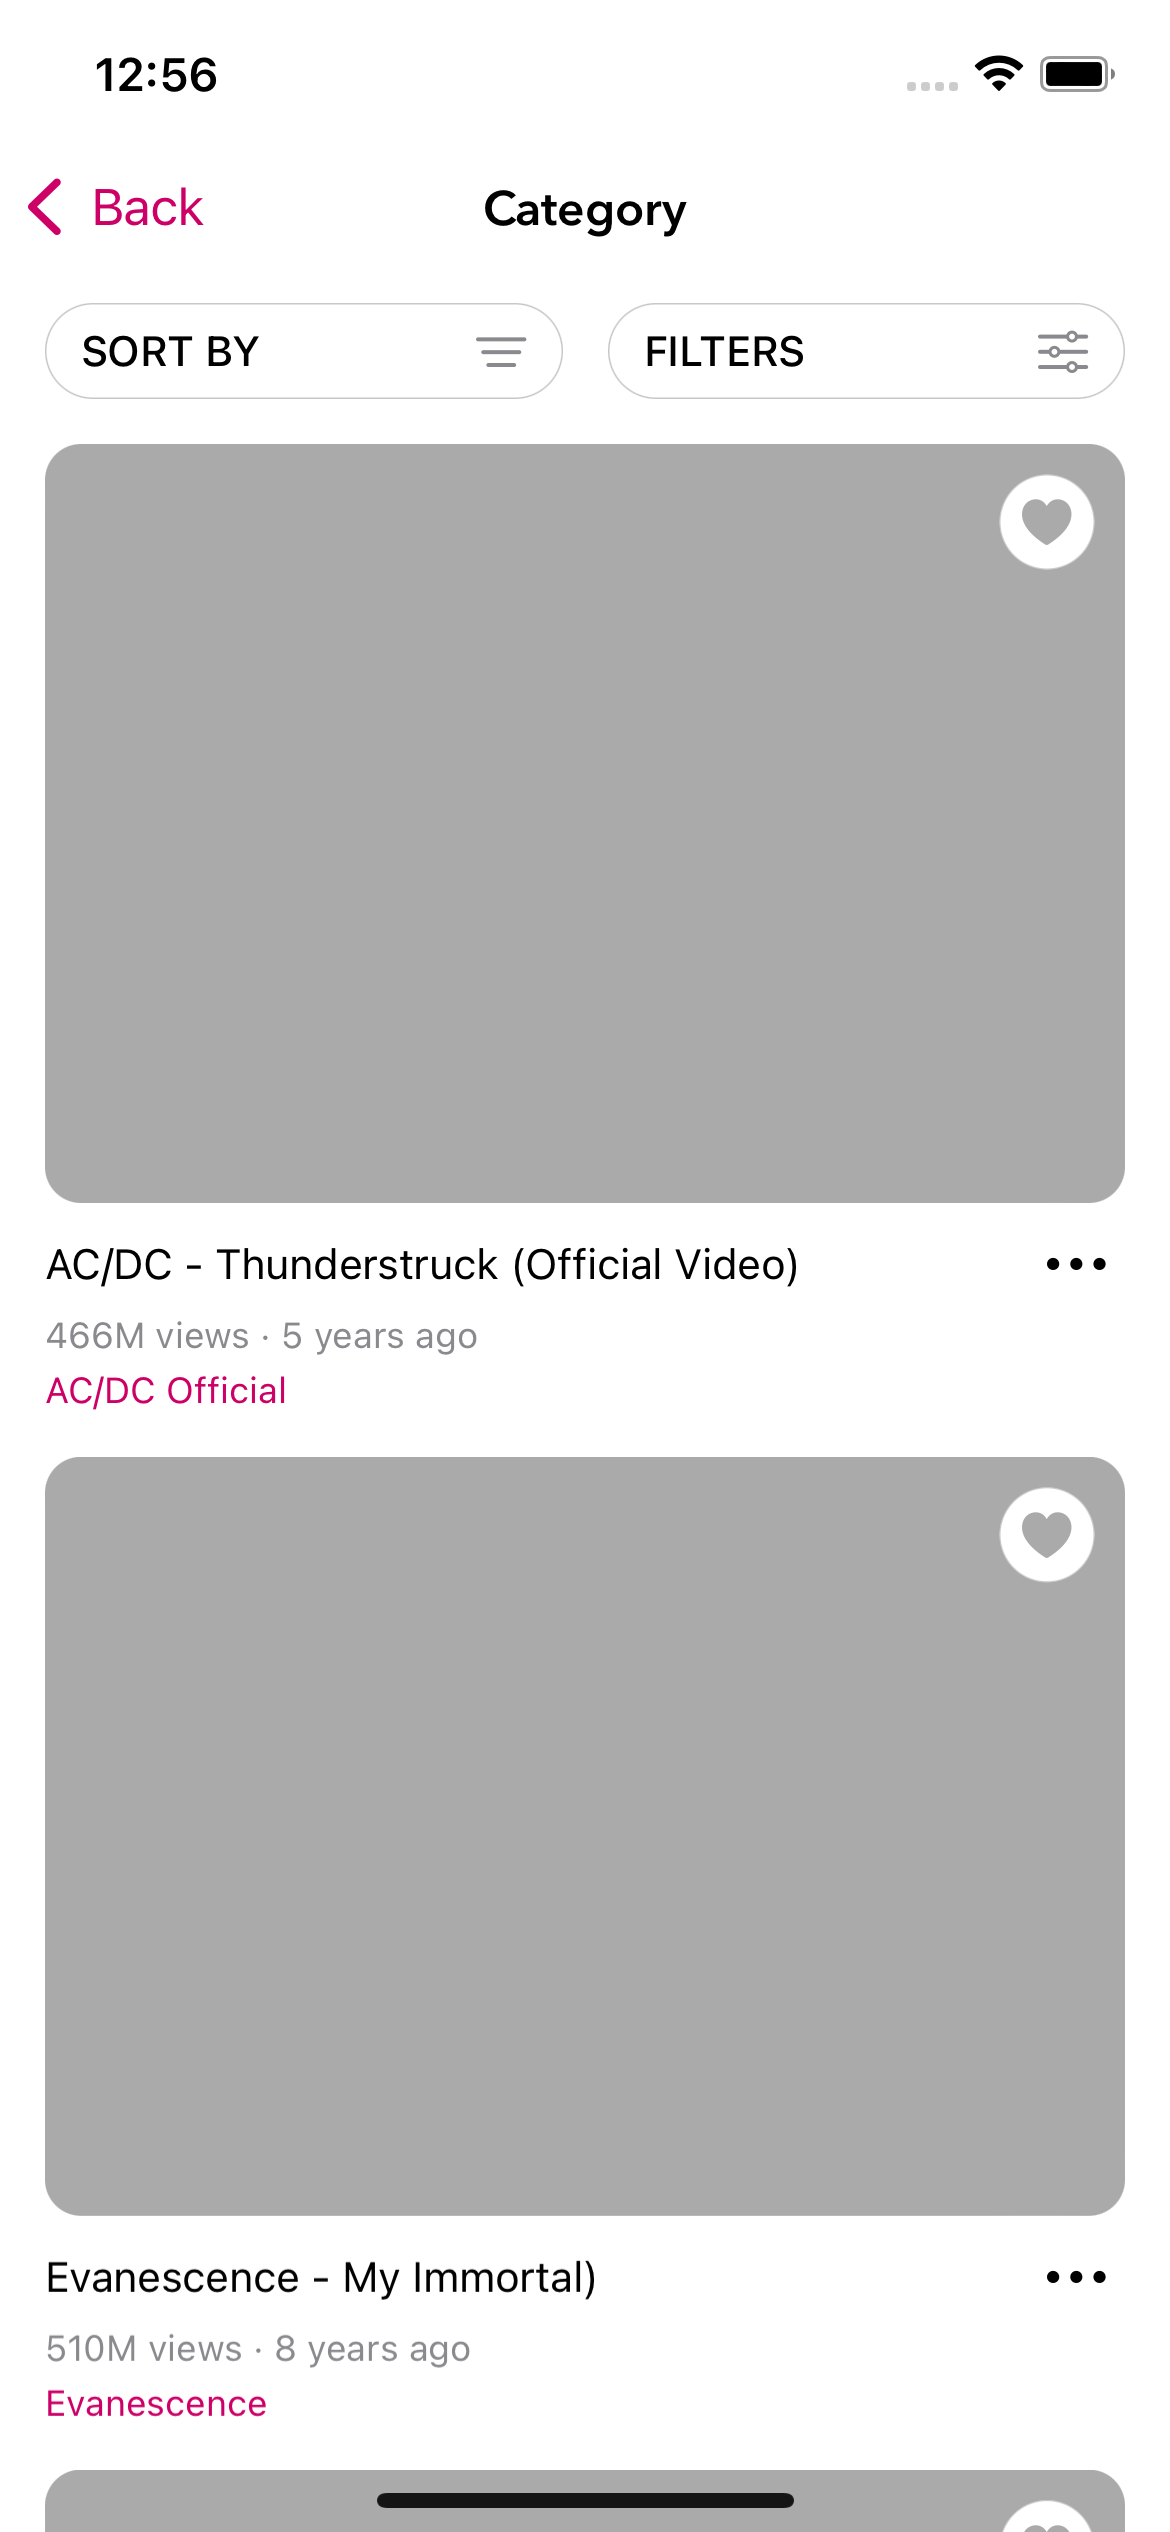 12:56
Back
Category
SORT BY
FILTERS
AC/DC - Thunderstruck (Official Video)
466M views · 5 years ago
AC/DC Official
Evanescence - My Immortal)
510M views · 8 years ago
Evanescence